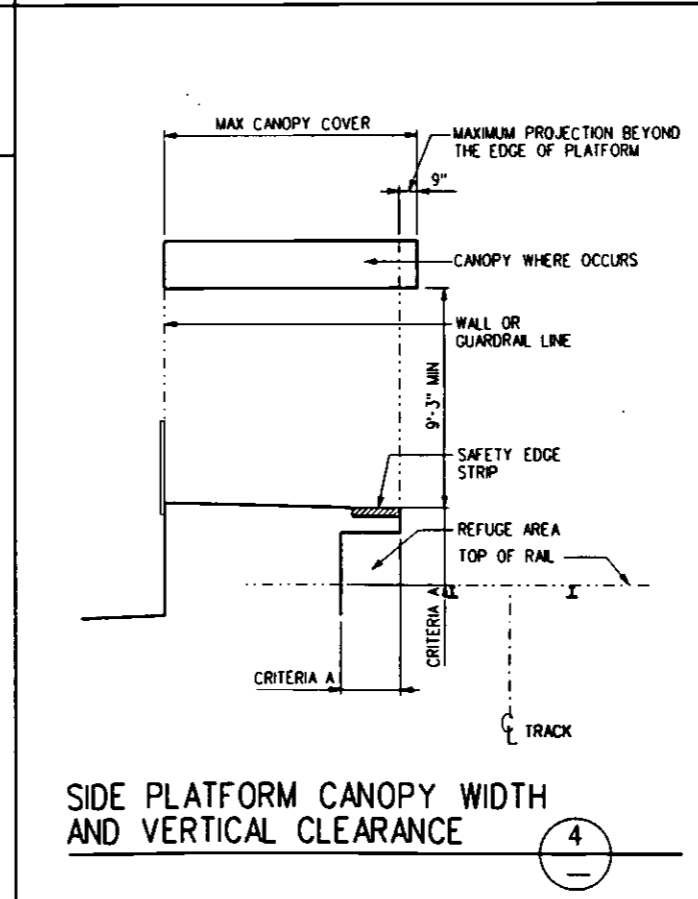 MAX CANOPY COVER
MAXIMUM PROJECTION BEYOND
THE EDGE OF PLATFORM
9"
CANOPY WHERE OCCURS
WALL OR
GUARDRAIL LINE
9'-3" MIN
SAFETY EDGE
STRIP
REFUGE AREA
TOP OF RAIL
CRITERIA A
CRITERIA A
CL TRACK
SIDE PLATFORM CANOPY WIDTH
AND VERTICAL CLEARANCE
4
—